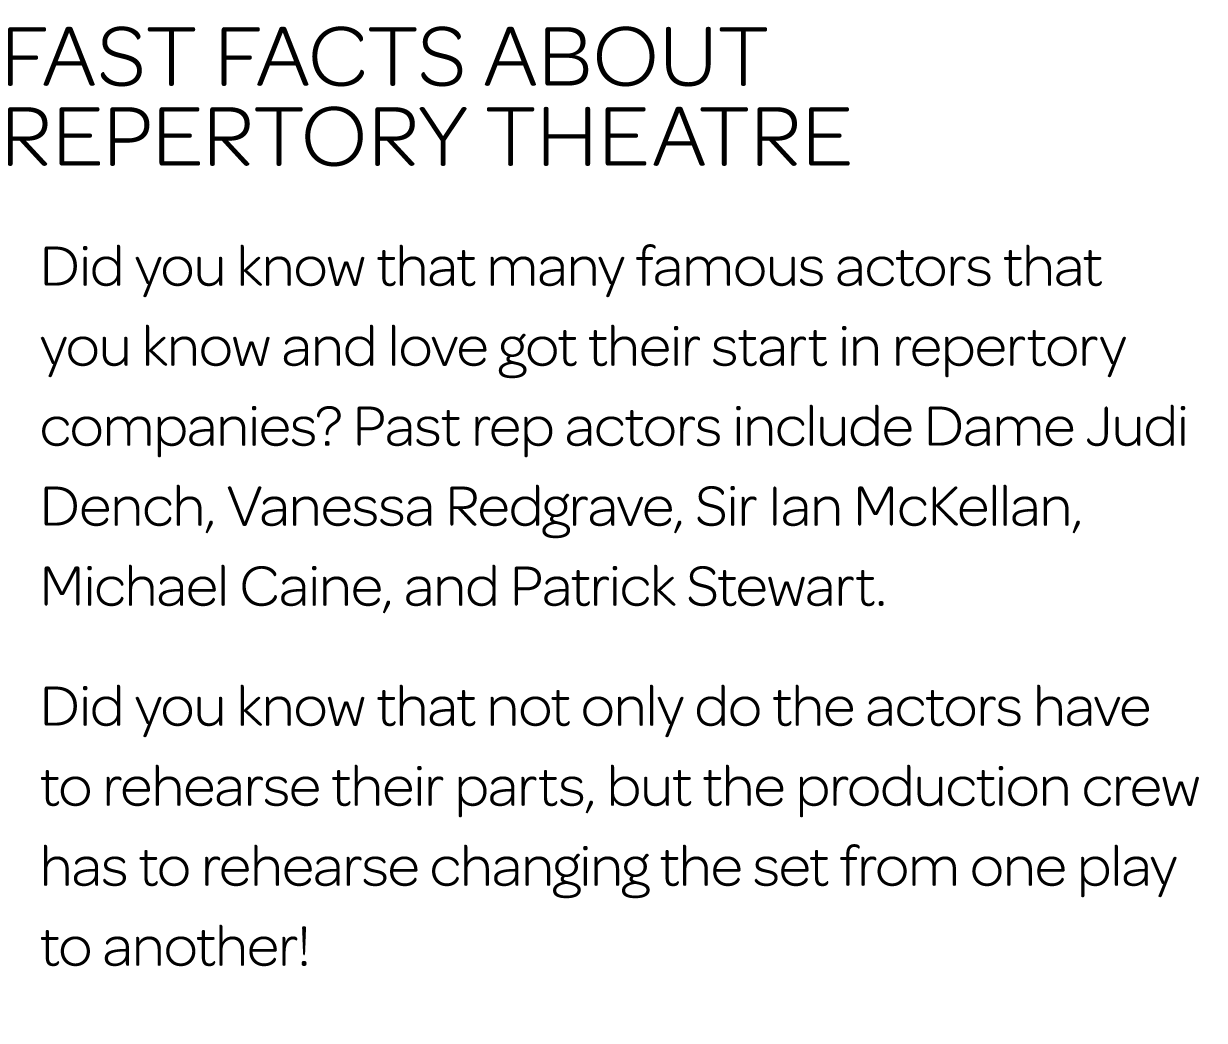 FAST FACTS ABOUT
REPERTORY THEATRE
Did you know that many famous actors that
you know and love got their start in repertory
companies? Past rep actors include Dame Judi
Dench, Vanessa Redgrave, Sir Ian McKellan,
Michael Caine, and Patrick Stewart.
Did you know that not only do the actors have
to rehearse their parts, but the production crew
has to rehearse changing the set from one play
to another!